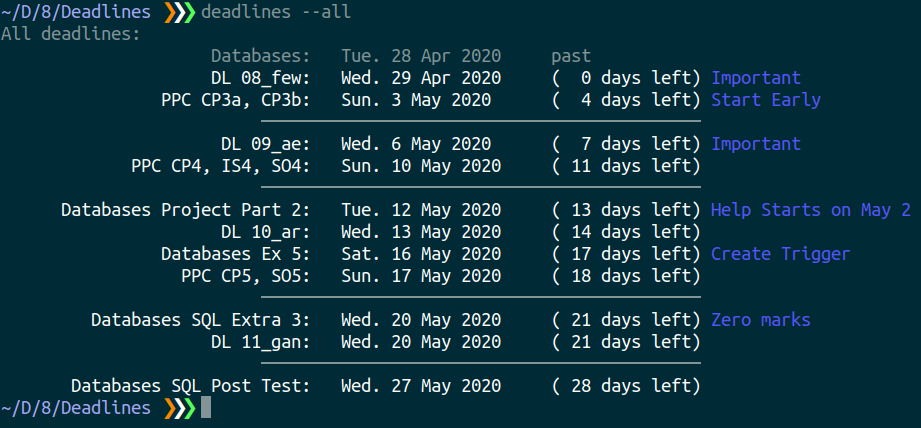 ~/D/8/Deadlines ❯❯❯ deadlines --all
All deadlines:
Databases: Tue. 28 Apr 2020 past
DL 08_few: Wed. 29 Apr 2020 ( 0 days left) Important
PPC CP3a, CP3b: Sun. 3 May 2020 ( 4 days left) Start Early
DL 09_ae: Wed. 6 May 2020 ( 7 days left) Important
PPC CP4, IS4, SO4: Sun. 10 May 2020 ( 11 days left)
Databases Project Part 2: Tue. 12 May 2020 ( 13 days left) Help Starts on May 2
DL 10_ar: Wed. 13 May 2020 ( 14 days left)
Databases Ex 5: Sat. 16 May 2020 ( 17 days left) Create Trigger
PPC CP5, SO5: Sun. 17 May 2020 ( 18 days left)
Databases SQL Extra 3: Wed. 20 May 2020 ( 21 days left) Zero marks
DL 11_gan: Wed. 20 May 2020 ( 21 days left)
Databases SQL Post Test: Wed. 27 May 2020 ( 28 days left)
~/D/8/Deadlines ❯❯❯